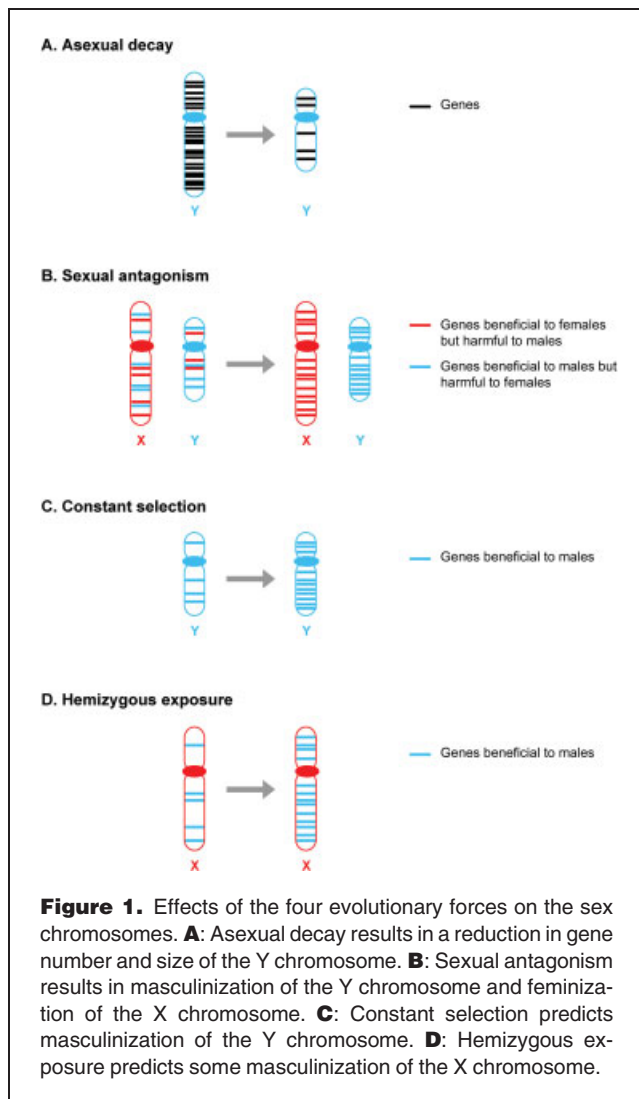 A. Asexual decay
Genes
Y
Y
B. Sexual antagonism
Genes beneficial to females
but harmful to males
Genes beneficial to males but
harmful to females
X
Y
X
Y
C. Constant selection
Genes beneficial to males
Y
Y
D. Hemizygous exposure
Genes beneficial to males
X
X
Figure 1. Effects of the four evolutionary forces on the sex
chromosomes. A: Asexual decay results in a reduction in gene
number and size of the Y chromosome. B: Sexual antagonism
results in masculinization of the Y chromosome and feminiza-
tion of the X chromosome. C: Constant selection predicts
masculinization of the Y chromosome. D: Hemizygous ex-
posure predicts some masculinization of the X chromosome.